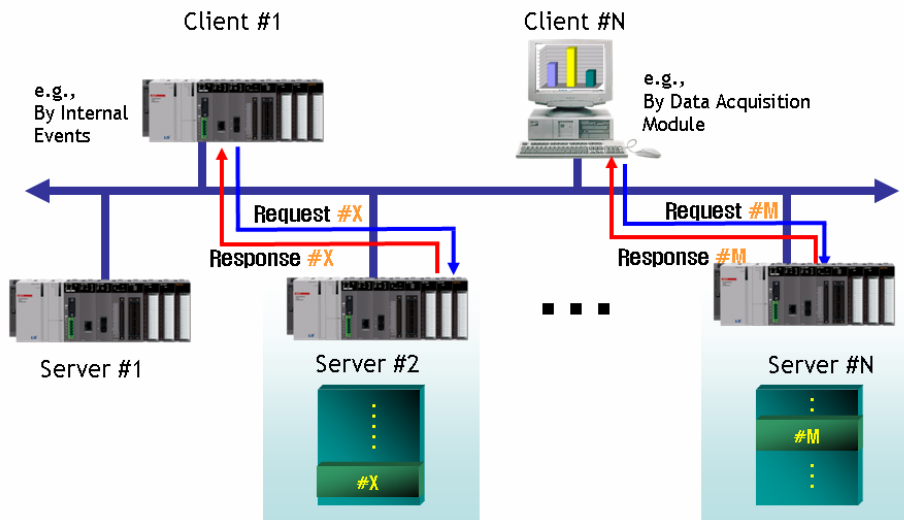 Client #1
Client #N
e.g.,
By Internal
Events
e.g.,
By Data Acquisition
Module
Request #X
Response #X
Request #M
Response #M
Server #1
Server #2
Server #N
#X
#M